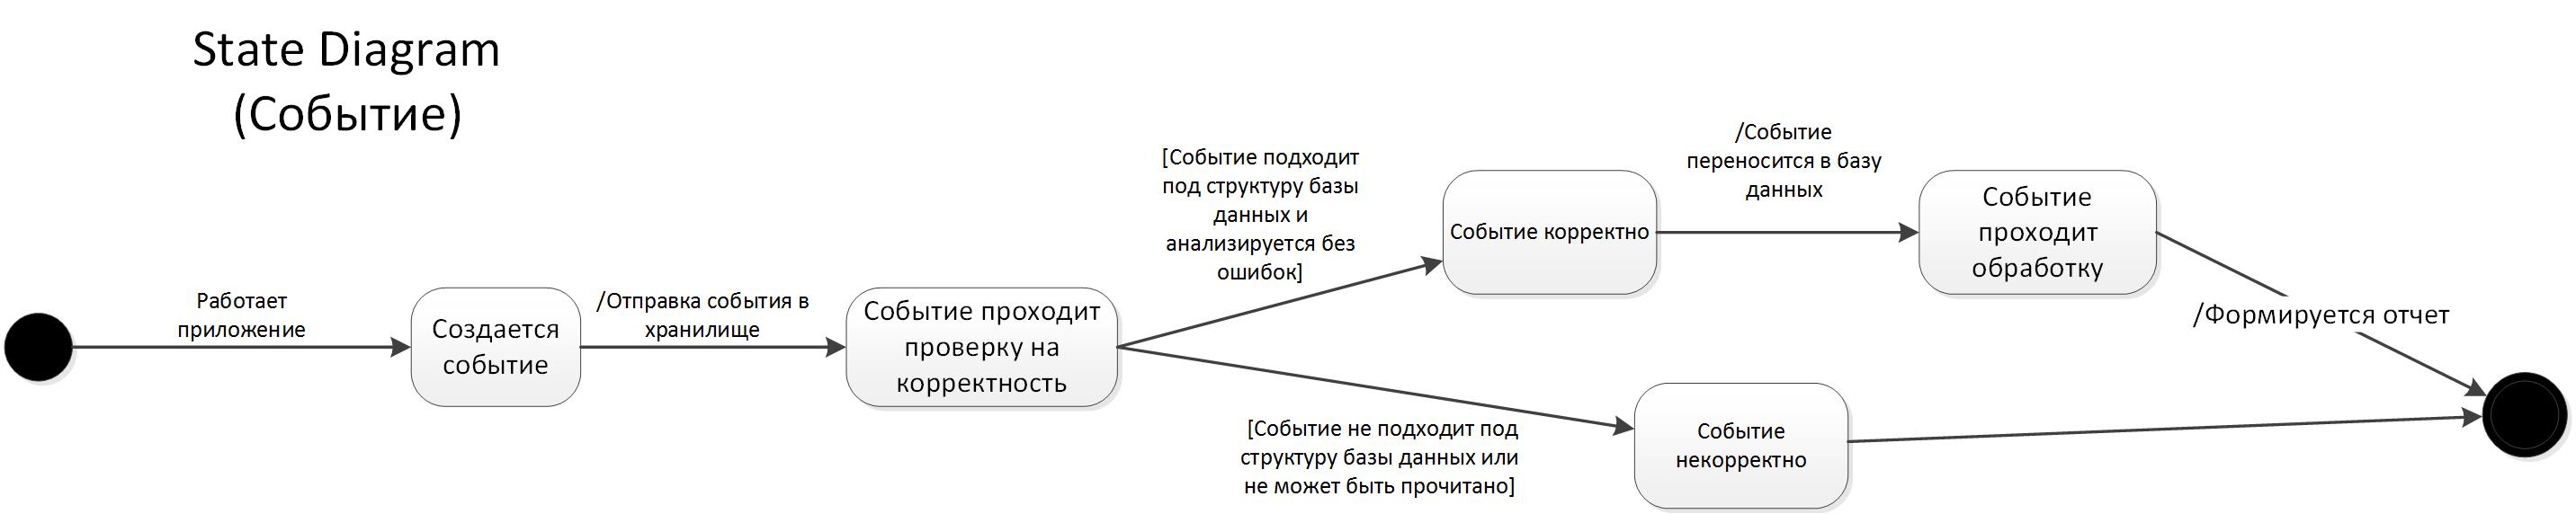 State Diagram
(Событие)
Работает
приложение
Создается
событие
/Отправка события в
хранилище
Событие проходит
проверку на
корректность
[Событие подходит
под структуру базы
данных и
анализируется без
ошибок]
Событие корректно
/Событие
переносится в базу
данных
Событие
проходит
обработку
/Формируется отчет
[Событие не подходит под
структуру базы данных или
не может быть прочитано]
Событие
некорректно